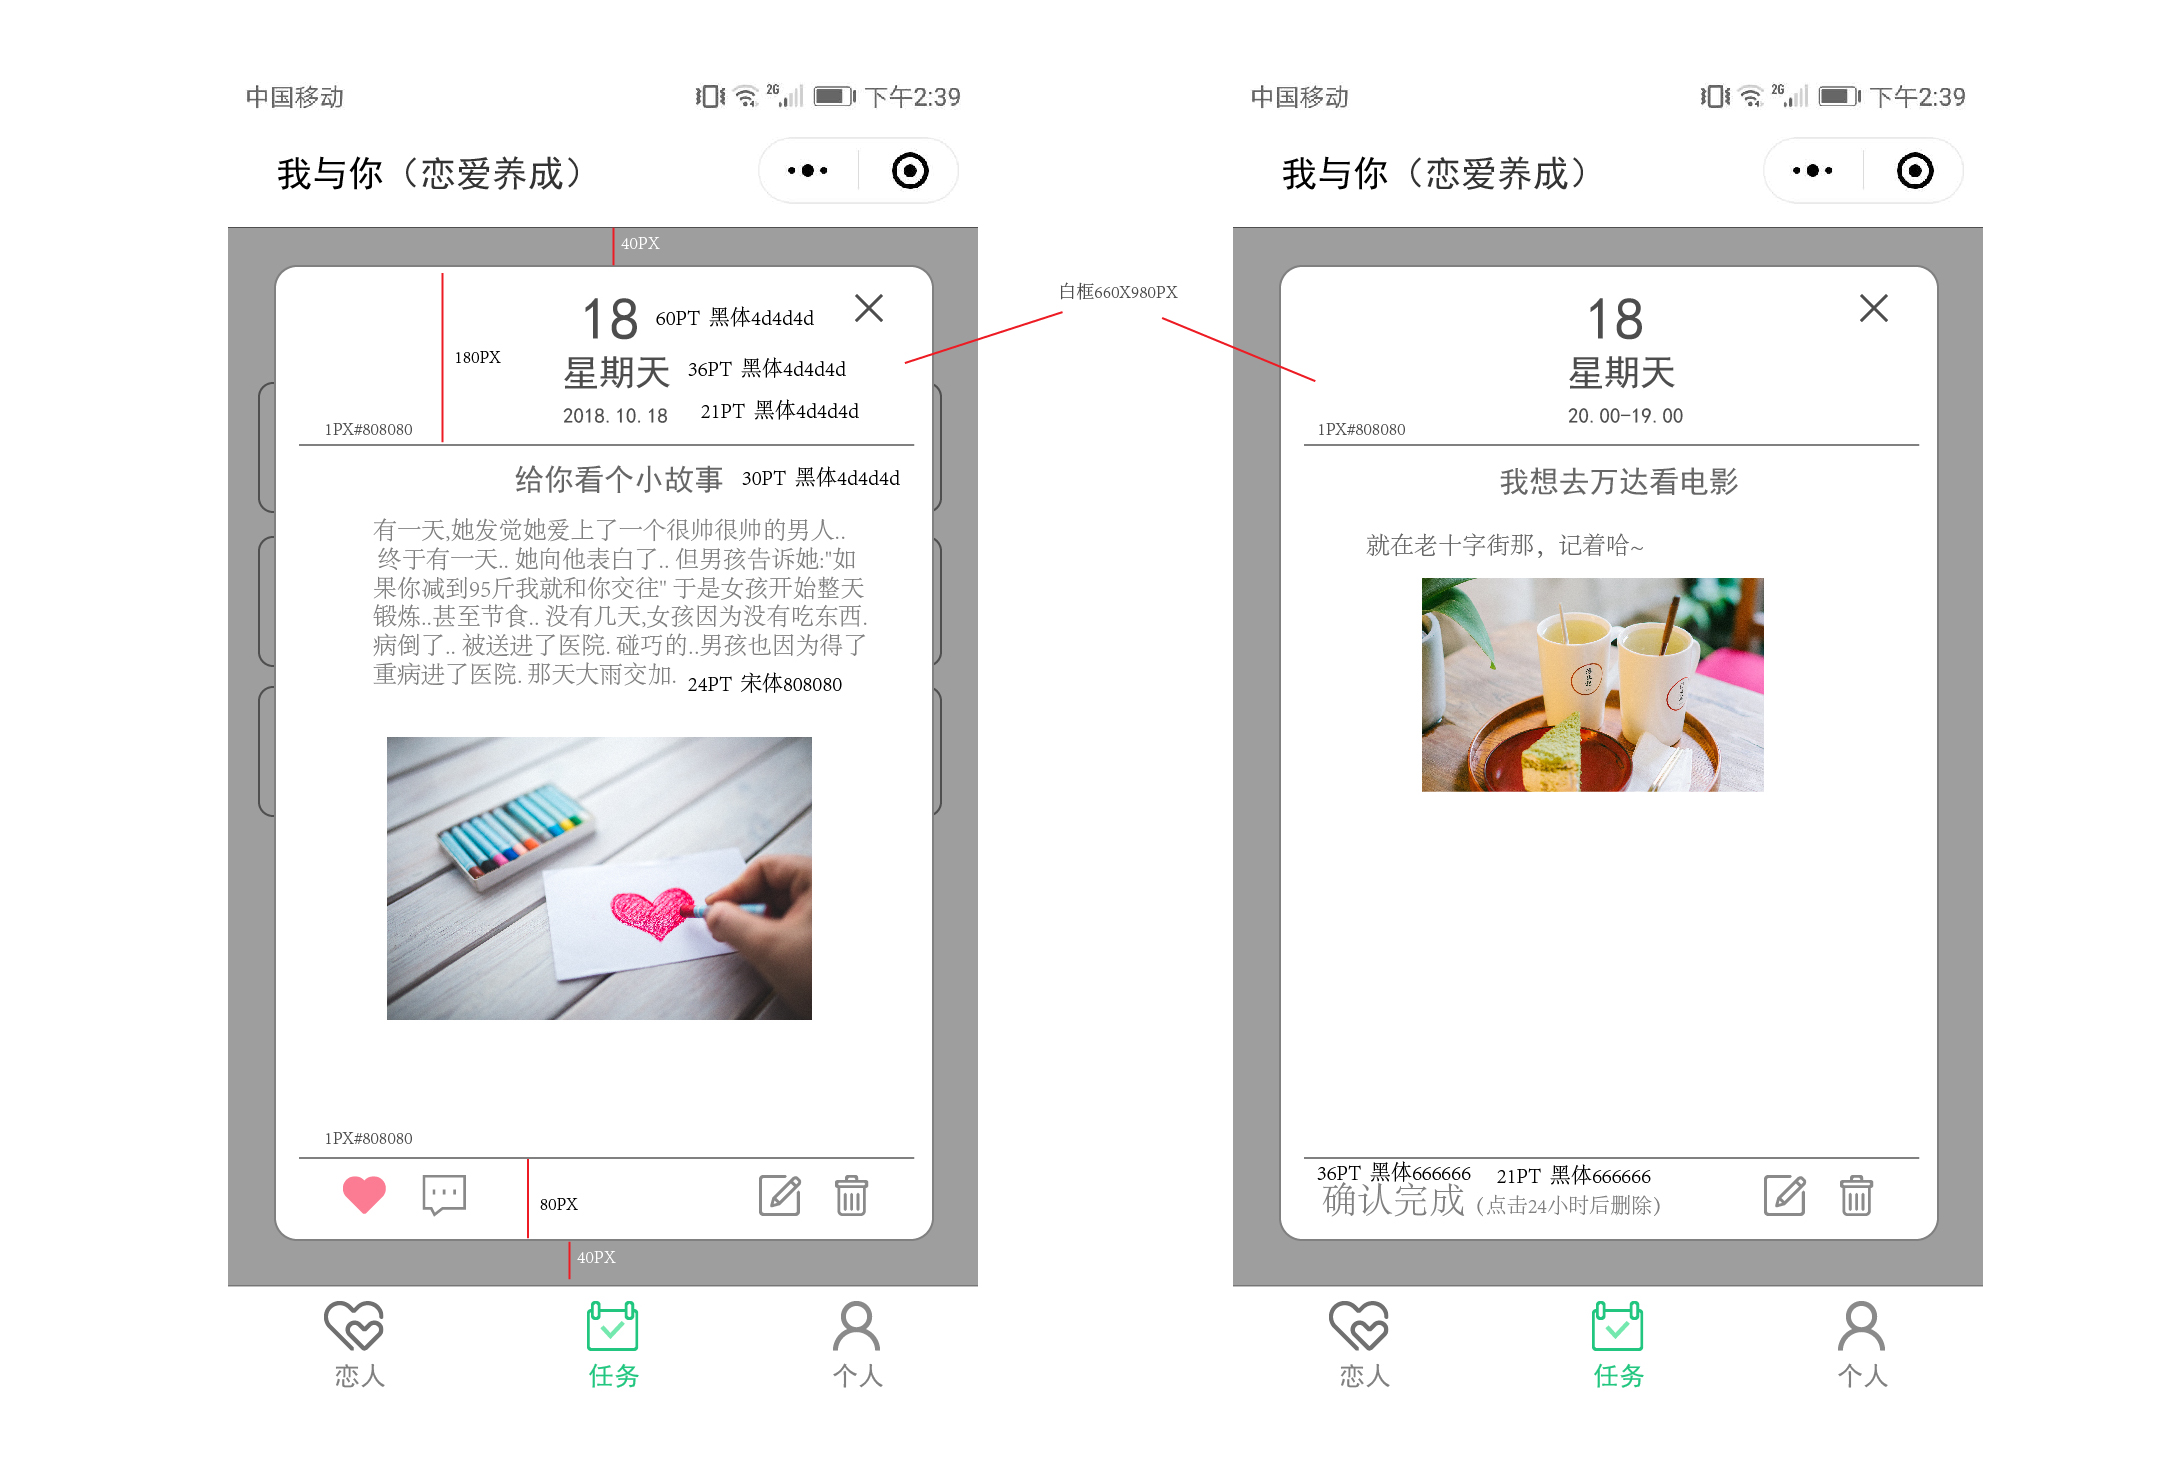 中国移动
2G
下午2:39
我与你（恋爱养成）
40PX
18
60PT 黑体4d4d4d
180PX
星期天
36PT 黑体4d4d4d
2018.10.18
21PT 黑体4d4d4d
1PX#808080
给你看个小故事
30PT 黑体4d4d4d
有一天,她发觉她爱上了一个很帅很帅的男人..
终于有一天.. 她向他表白了.. 但男孩告诉她:"如
果你减到95斤我就和你交往" 于是女孩开始整天
锻炼..甚至节食.. 没有几天,女孩因为没有吃东西.
病倒了.. 被送进了医院. 碰巧的..男孩也因为得了
重病进了医院. 那天大雨交加.
24PT 宋体808080
1PX#808080
80PX
40PX
恋人
任务
个人
白框660X980PX
中国移动
2G
下午2:39
我与你（恋爱养成）
18
星期天
20.00-19.00
1PX#808080
我想去万达看电影
就在老十字街那，记着哈~
36PT 黑体666666
21PT 黑体666666
确认完成（点击24小时后删除）
恋人
任务
个人